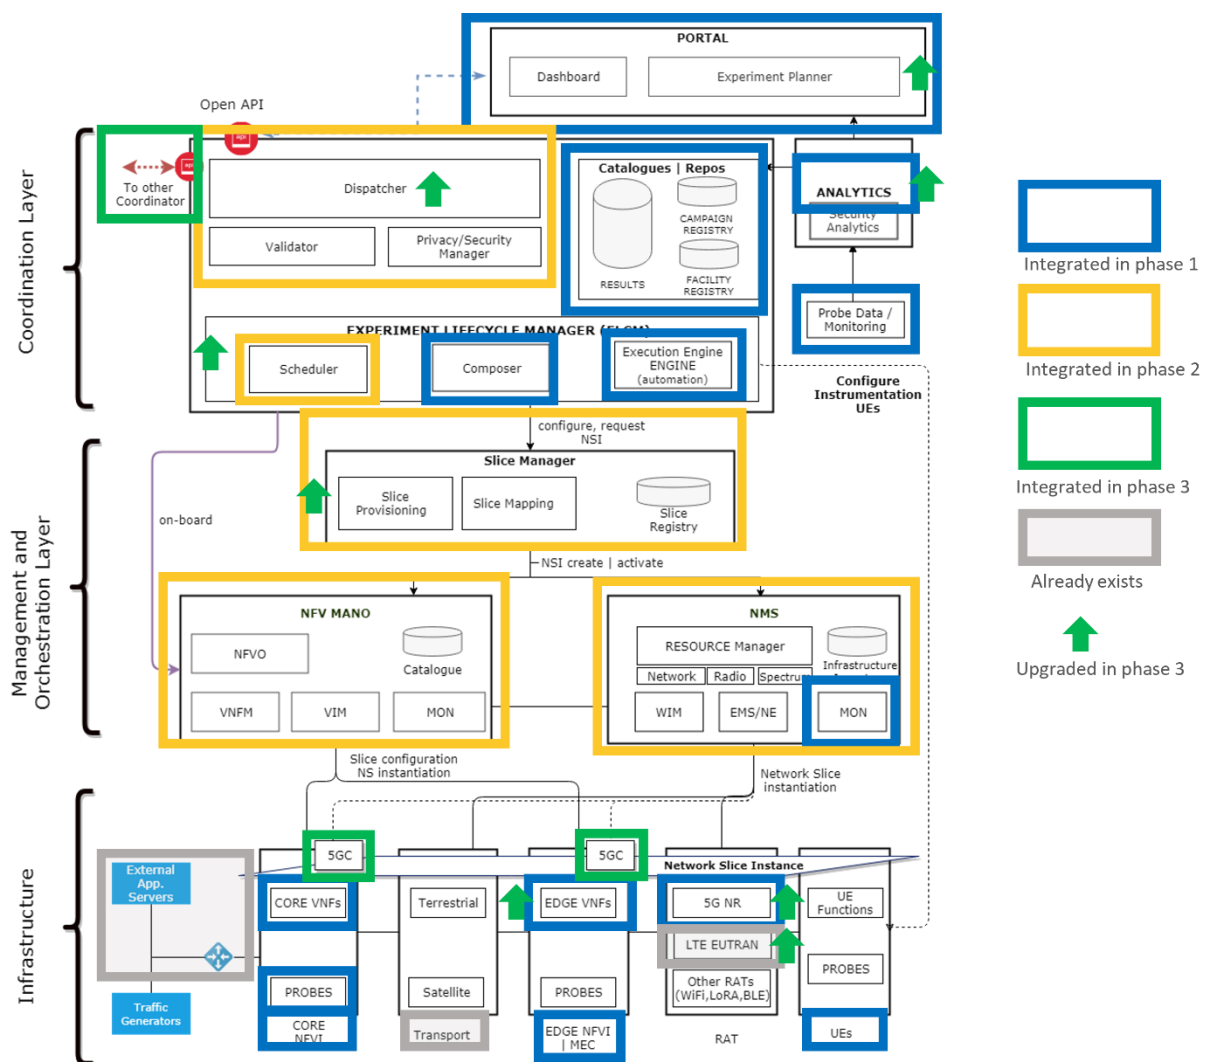 PORTAL
Dashboard
Experiment Planner
Open API
Coordination Layer
To other
Coordinator
Dispatcher
Validator
Privacy/Security
Manager
Catalogues | Repos
RESULTS
CAMPAIGN
REGISTRY
FACILITY
REGISTRY
ANALYTICS
Security
Analytics
Probe Data /
Monitoring
EXPERIMENT LIFECYCLE MANAGER (ELCM)
Scheduler
Composer
Execution Engine
ENGINE
(automation)
Configure
Instrumentation
UEs
Integrated in phase 1
Integrated in phase 2
Integrated in phase 3
Already exists
Upgraded in phase 3
Management and
Orchestration Layer
configure, request
NSI
Slice Manager
Slice
Provisioning
Slice Mapping
Slice
Registry
on-board
NSI create | activate
NFV MANO
NFVO
Catalogue
VNFM
VIM
MON
NMS
RESOURCE Manager
Infrastructure
Network
Radio
Spectrum
WIM
EMS/NE
MON
Slice configuration
NS instantiation
Network Slice
instantiation
Infrastructure
External
App.
Servers
Traffic
Generators
5GC
5GC
Network Slice Instance
CORE VNFs
Terrestrial
EDGE VNFs
5G NR
UE
Functions
LTE EUTRAN
PROBES
PROBES
Satellite
PROBES
Other RATs
(WiFi,LoRA,BLE)
CORE
NFVI
Transport
EDGE NFVI
| MEC
RAT
UEs